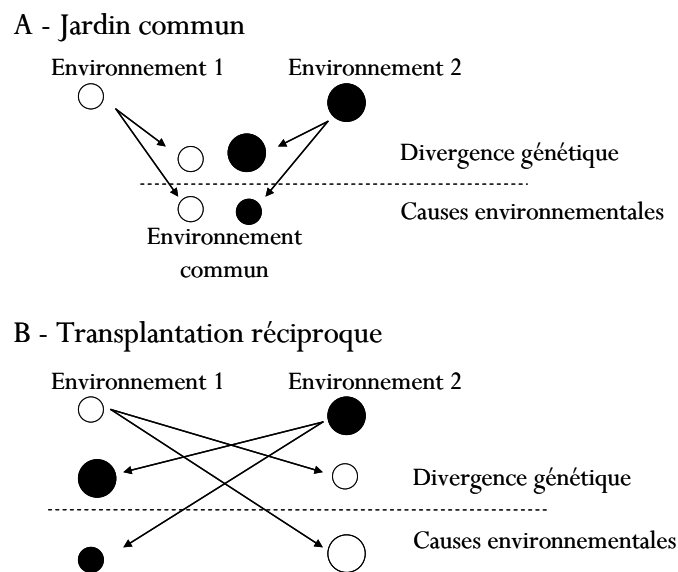 A - Jardin commun
Environnement 1
Environnement 2
Divergence génétique
Causes environnementales
Environnement
commun
B - Transplantation réciproque
Environnement 1
Environnement 2
Divergence génétique
Causes environnementales